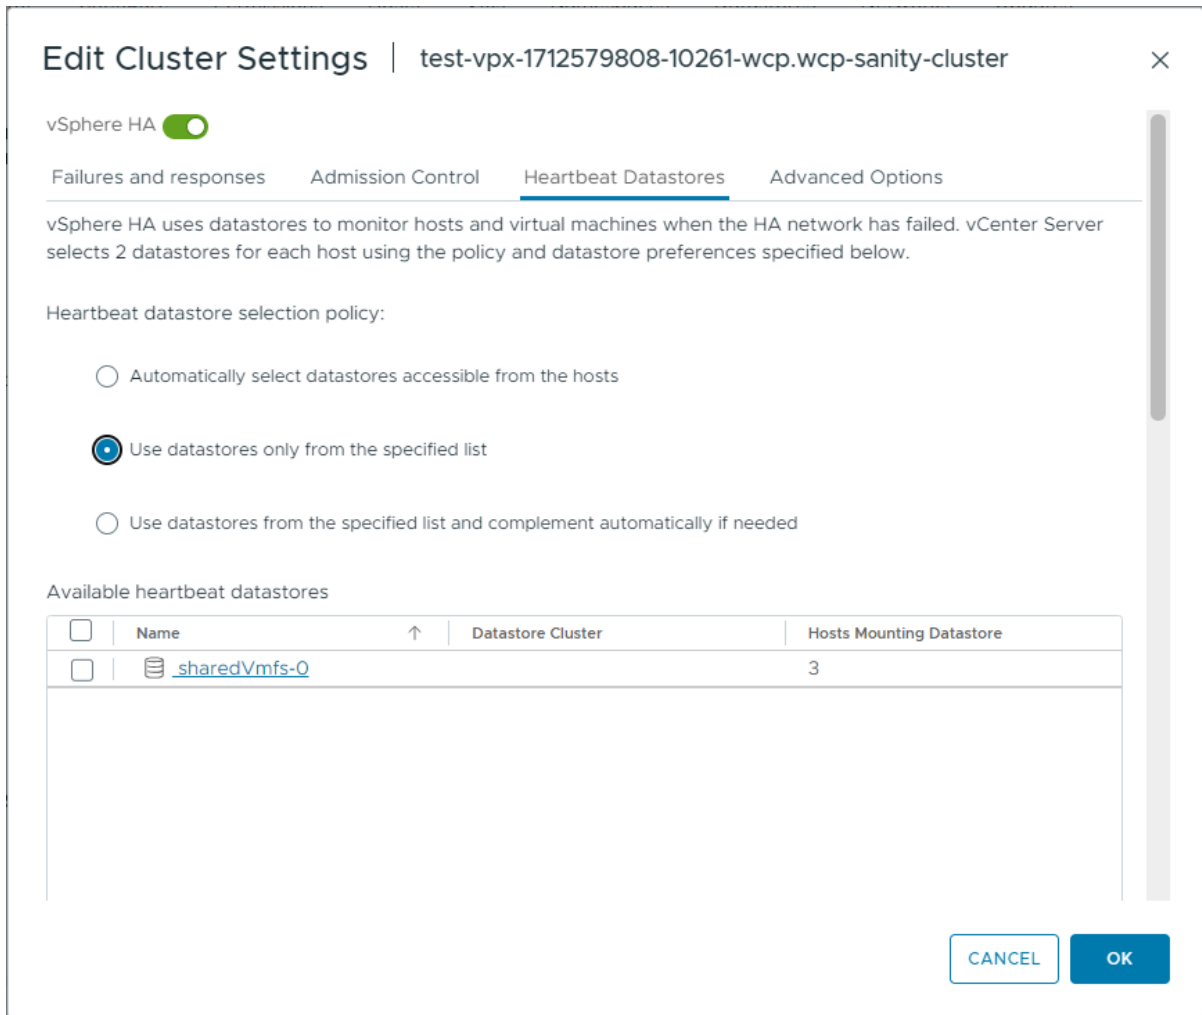 Edit Cluster Settings | test-vpx-1712579808-10261-wcp.wcp-sanity-cluster
vSphere HA
Failures and responses Admission Control Heartbeat Datastores Advanced Options
vSphere HA uses datastores to monitor hosts and virtual machines when the HA network has failed. vCenter Server
selects 2 datastores for each host using the policy and datastore preferences specified below.
Heartbeat datastore selection policy:
Automatically select datastores accessible from the hosts
Use datastores only from the specified list
Use datastores from the specified list and complement automatically if needed
Available heartbeat datastores
Name Datastore Cluster Hosts Mounting Datastore
sharedVmfs-0 3
CANCEL OK